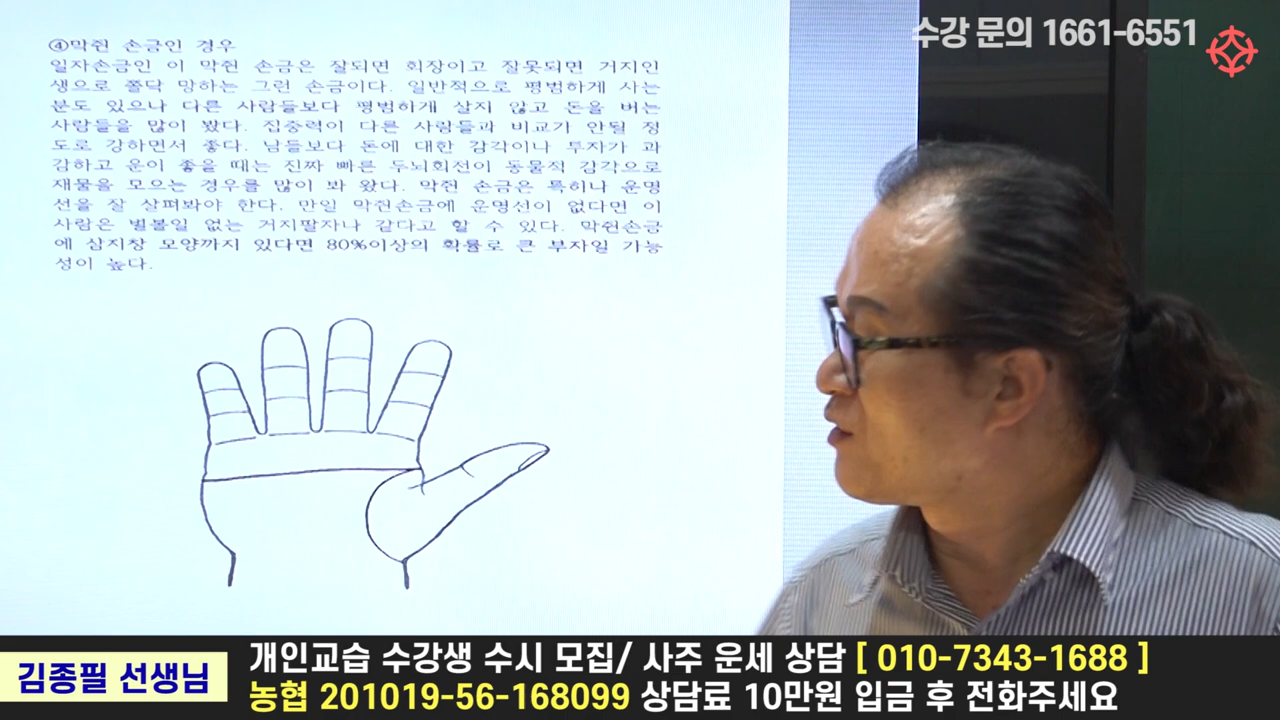 수강 문의 1661-6551
④막쥔 손금인 경우
일자손금인 이 막쥔 손금은 잘되면 회장이고 잘못되면 거지인
생으로 쫄닥 망하는 그런 손금이다. 일반적으로 평범하게 사는
분도 있으나 다른 사람들보다 평범하게 살지 않고 돈을 버는
사람들을 많이 봤다. 집중력이 다른 사람들과 비교가 안될 정
도로 강하면서 좋다. 남들보다 돈에 대한 감각이나 투자가 과
감하고 운이 좋을 때는 진짜 빠른 두뇌회전이 동물적 감각으로
재물을 모으는 경우를 많이 봐 왔다. 막쥔 손금은 특히나 운명
선을 잘 살펴봐야 한다. 만일 막쥔손금에 운명선이 없다면 이
사람은 별볼일 없는 거지팔자나 같다고 할 수 있다. 막쥔손금
에 삼지창 모양까지 있다면 80%이상의 확률로 큰 부자일 가능
성이 높다.
김종필 선생님
개인교습 수강생 수시 모집/ 사주 운세 상담 [ 010-7343-1688 ]
농협 201019-56-168099 상담료 10만원 입금 후 전화주세요